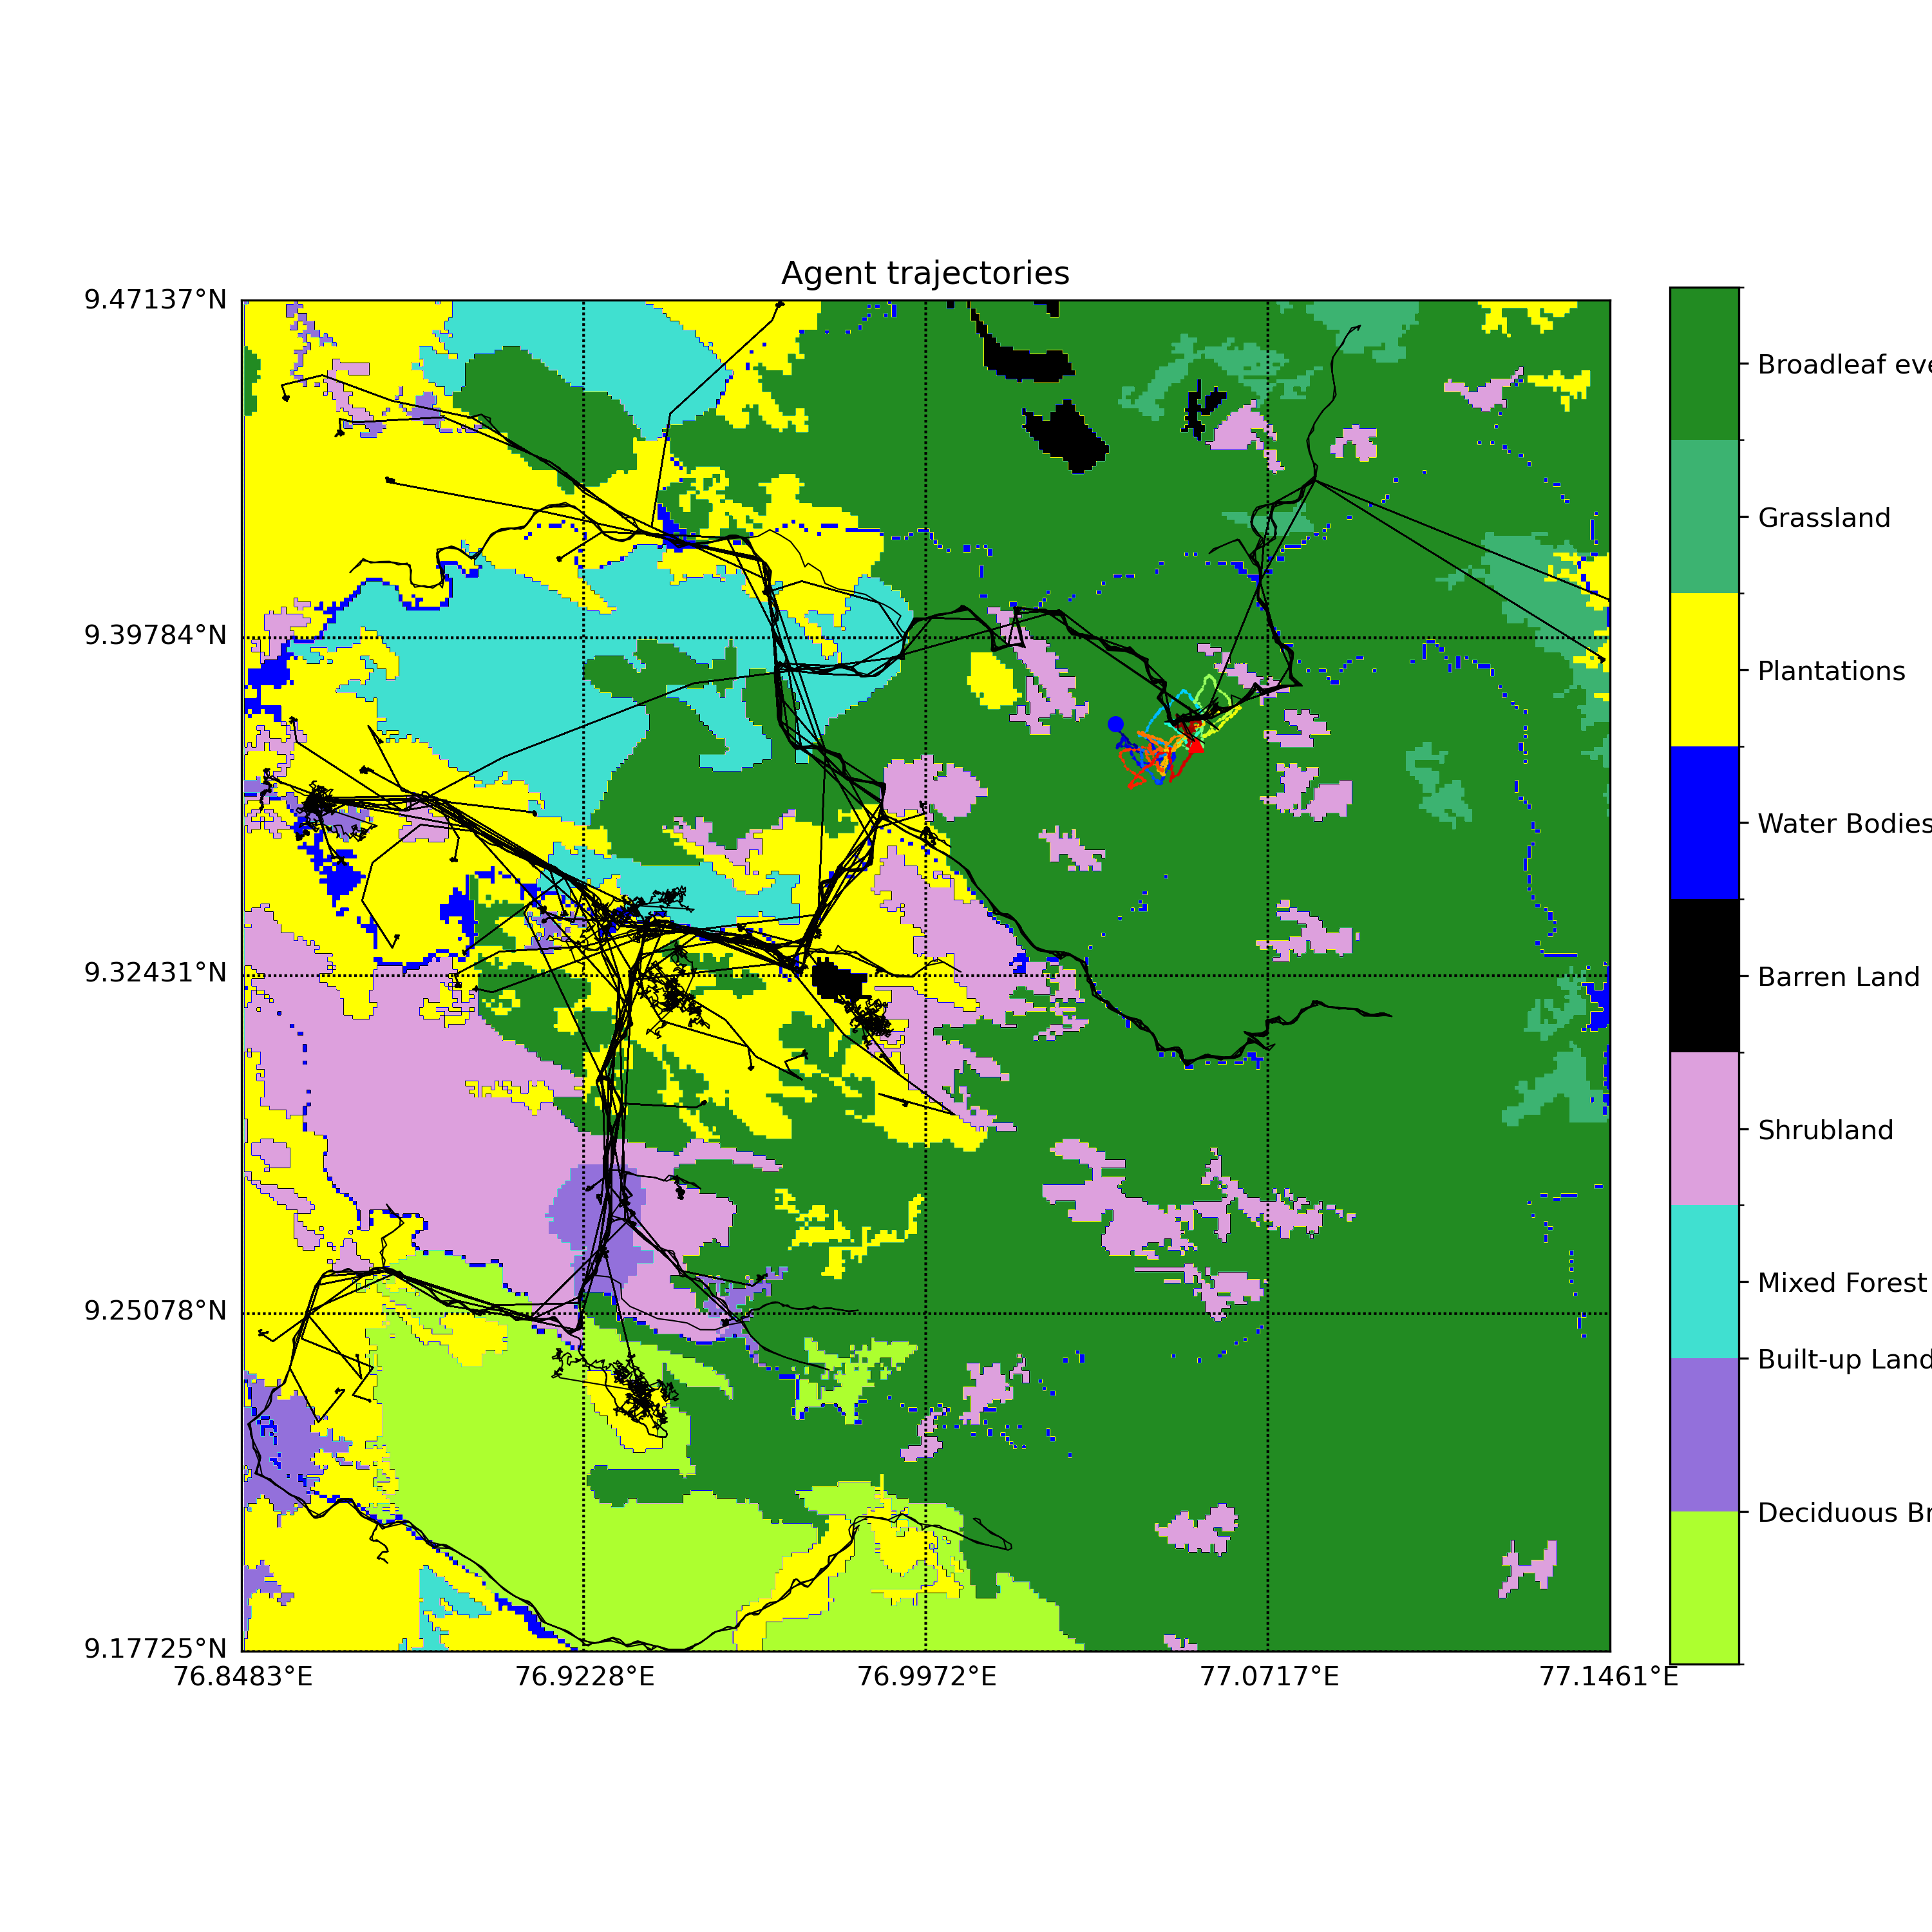 Agent trajectories
9.47137°N
9.39784°N
9.32431°N
9.25078°N
9.17725°N
76.8483°E
76.9228°E
76.9972°E
77.0717°E
77.1461°E
Broadleaf eve
Grassland
Plantations
Water Bodies
Barren Land
Shrubland
Mixed Forest
Built-up Land
Deciduous Br